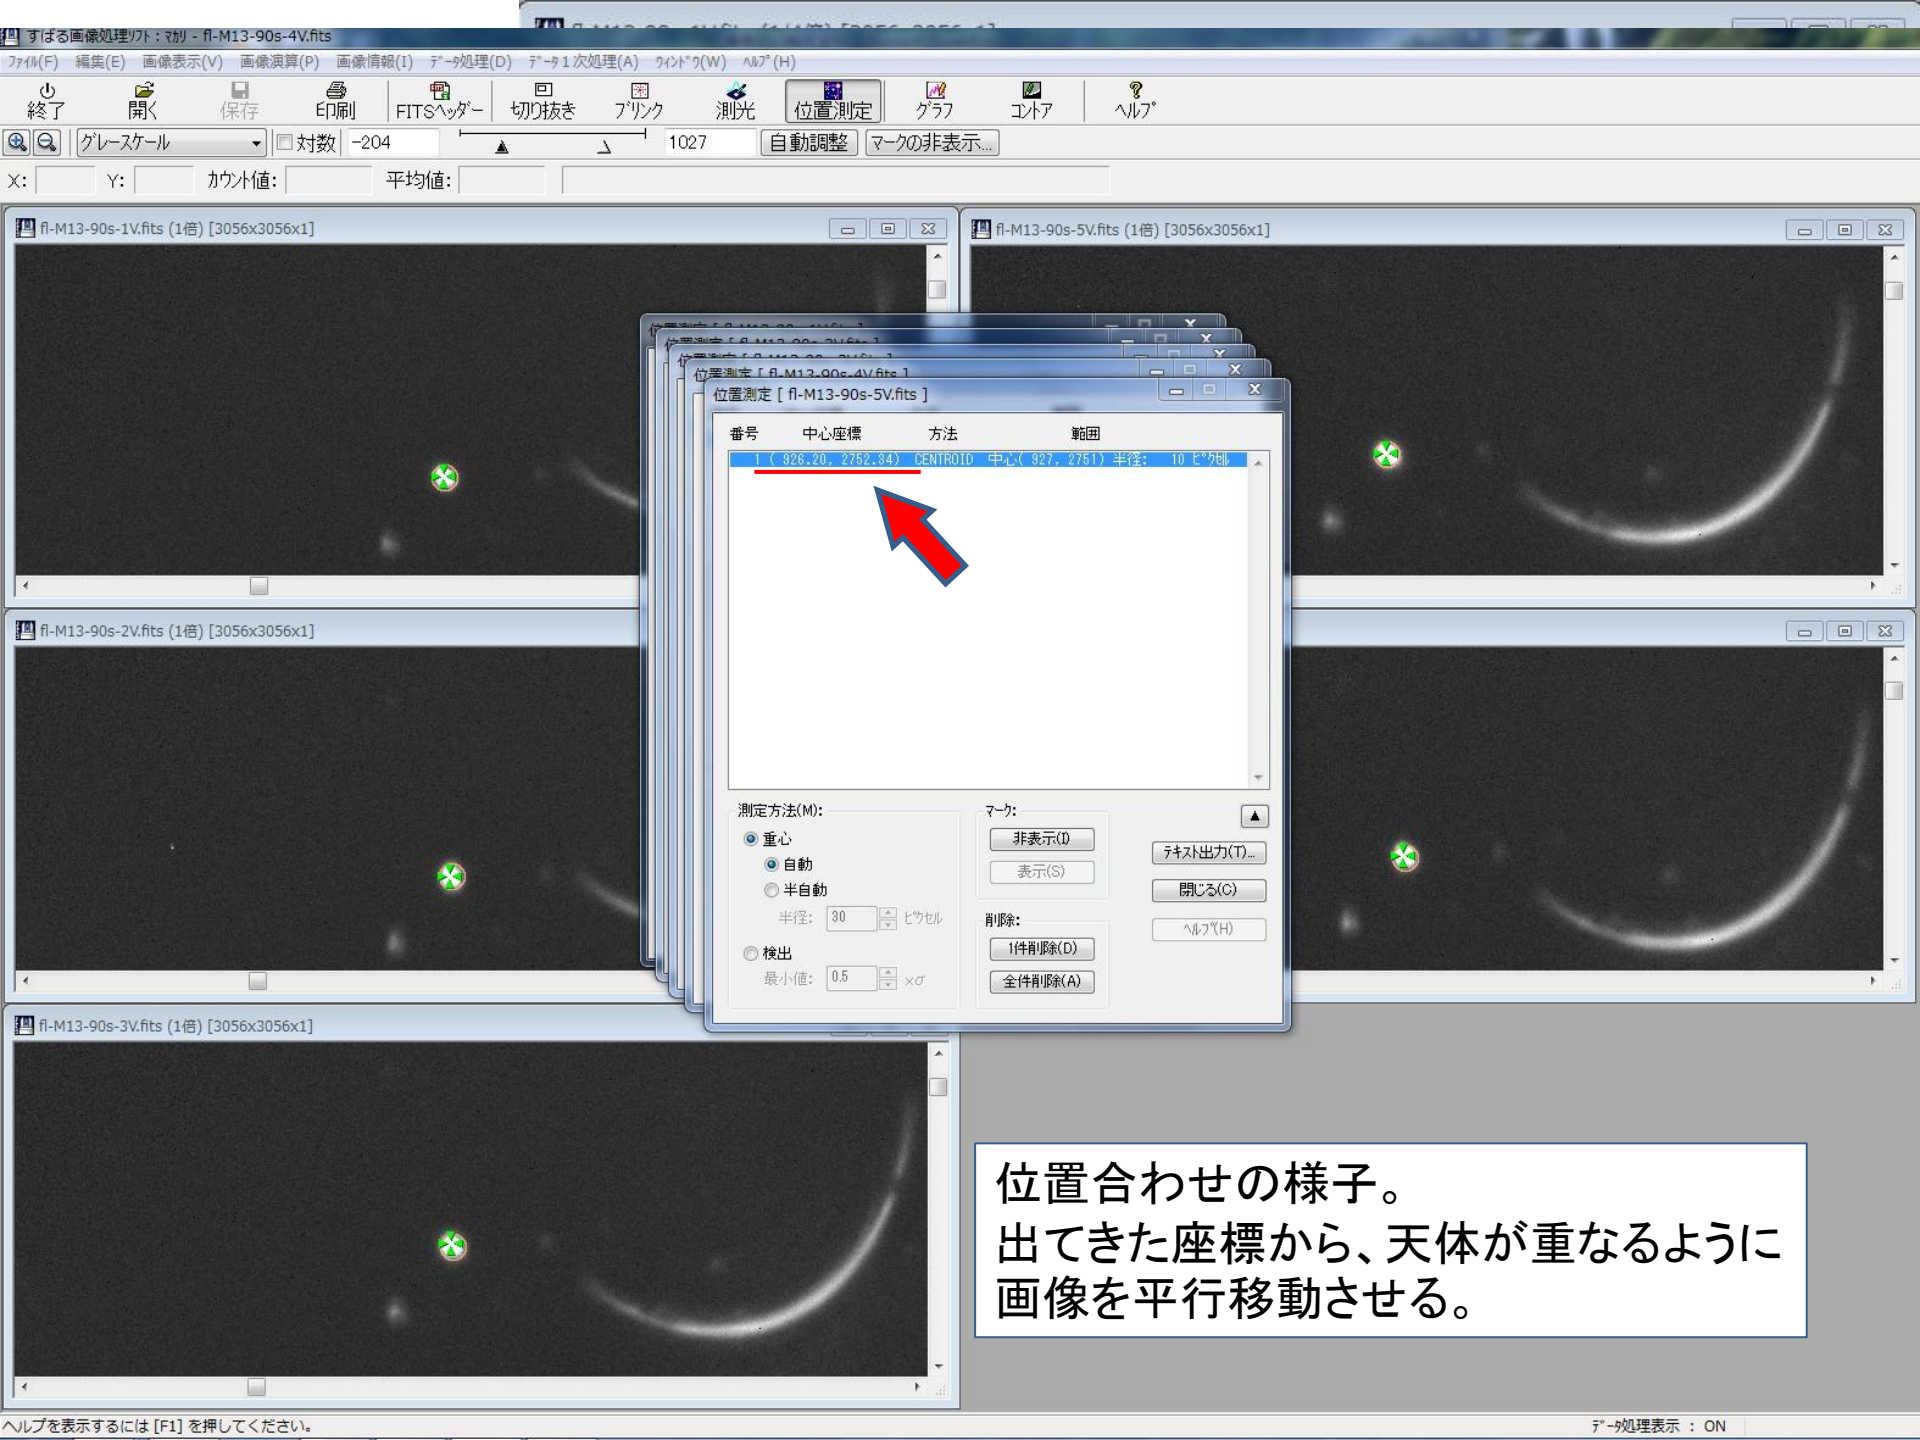 すばる画像処理ソフト：マカリ - fl-M13-90s-4V.fits
ファイル(F) 編集(E) 画像表示(V) 画像演算(P) 画像情報(I) データ処理(D) データ１次処理(A) ウィンドウ(W) ヘルプ(H)
終了 開く 保存 印刷 FITSヘッダー 切り抜き ブリンク 測光 位置測定 グラフ コントア ヘルプ
グレースケール 対数 -204 1027 自動調整 マークの非表示...
X: Y: カウント値: 平均値:
fl-M13-90s-1V.fits (1倍) [3056x3056x1]
fl-M13-90s-5V.fits (1倍) [3056x3056x1]
位置測定 [ fl-M13-90s-4V.fits ]
位置測定 [ fl-M13-90s-5V.fits ]
番号 中心座標 方法 範囲
1 ( 926.20, 2752.34) CENTROID 中心( 927, 2751) 半径: 10 ピクセル
fl-M13-90s-2V.fits (1倍) [3056x3056x1]
測定方法(M):
重心
自動
半自動
半径: 30 ピクセル
検出
最小値: 0.5 ×σ
マーク:
非表示(I)
表示(S)
削除:
1件削除(D)
全件削除(A)
テキスト出力(T)...
閉じる(C)
ヘルプ(H)
fl-M13-90s-3V.fits (1倍) [3056x3056x1]
位置合わせの様子。
出てきた座標から、天体が重なるように
画像を平行移動させる。
ヘルプを表示するには [F1] を押してください。
データ処理表示 : ON